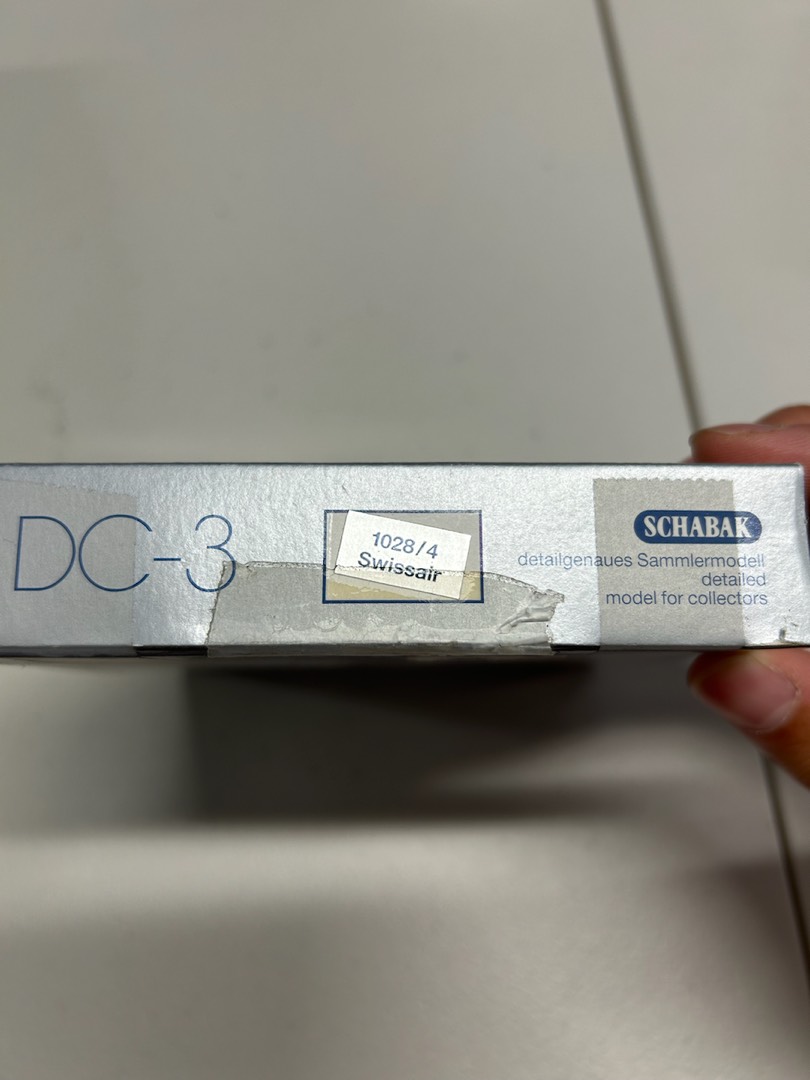 DC-3
1028/4
Swissair
SCHABAK
detailgenaues Sammlermodell
detailed
model for collectors